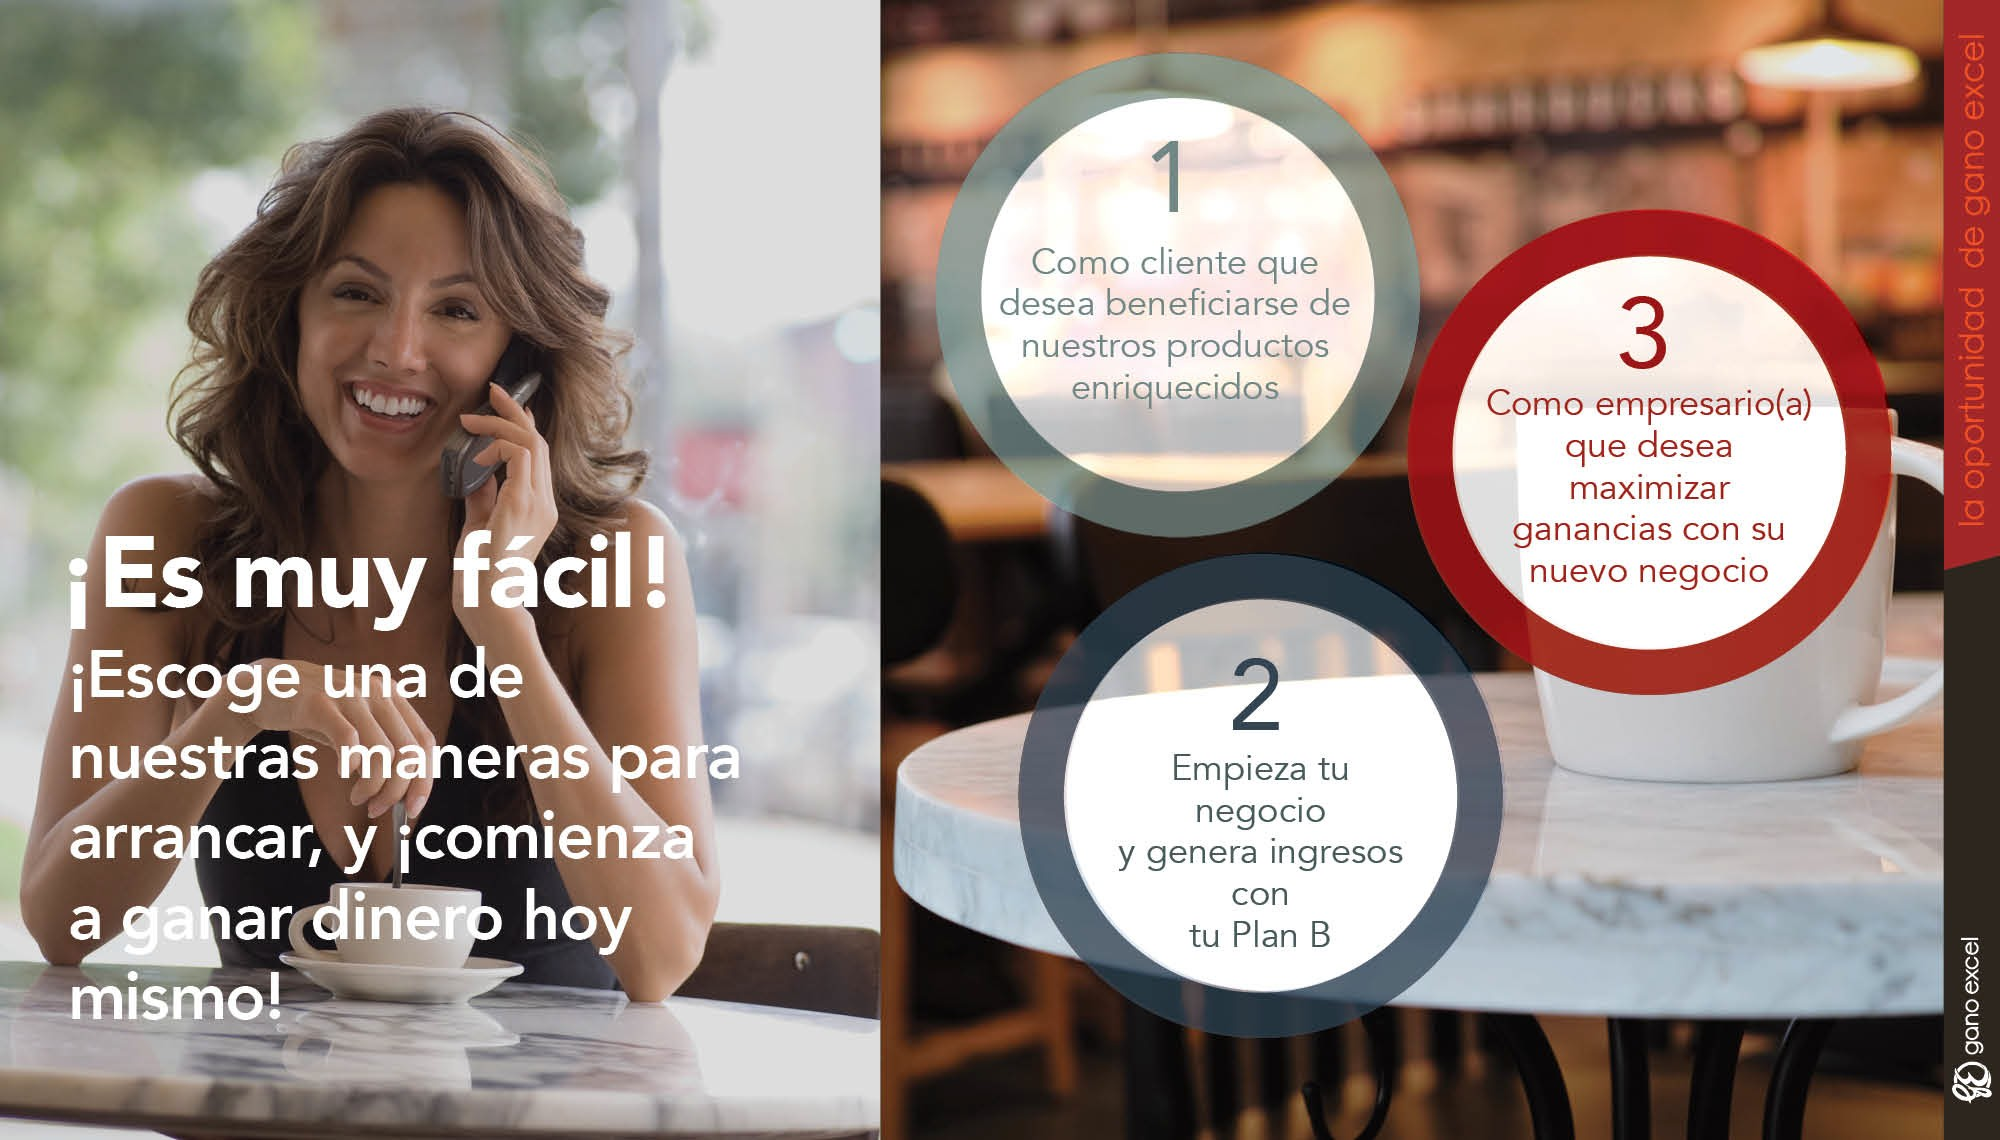 ¡Es muy fácil!
¡Escoge una de
nuestras maneras para
arrancar, y ¡comienza
a ganar dinero hoy
mismo!
1
Como cliente que
desea beneficiarse de
nuestros productos
enriquecidos
2
Empieza tu
negocio
y genera ingresos
con
tu Plan B
3
Como empresario(a)
que desea
maximizar
ganancias con su
nuevo negocio
la oportunidad de gano excel
gano excel